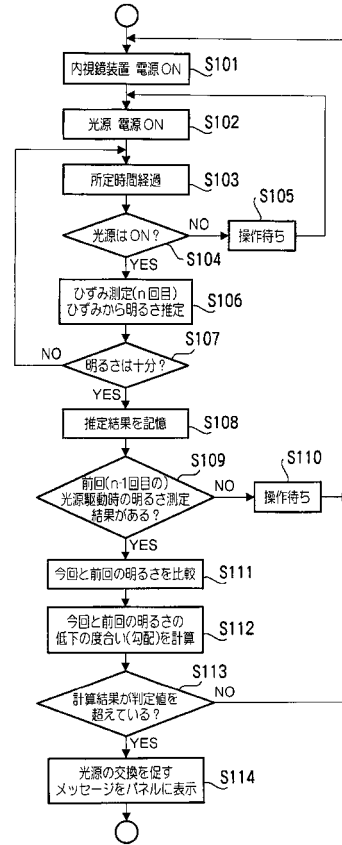 内視鏡装置 電源ON
S101
光源 電源ON
S102
所定時間経過
S103
S105
光源はON?
NO
操作待ち
S104
YES
ひずみ測定(n回目)
ひずみから明るさ推定
S106
S107
NO
明るさは十分?
YES
推定結果を記憶
S108
S109
S110
前回(n-1回目の)
光源駆動時の明るさ測定
結果がある?
NO
操作待ち
YES
今回と前回の明るさを比較
S111
今回と前回の明るさの
低下の度合い(勾配)を計算
S112
S113
計算結果が判定値を
超えている?
NO
YES
光源の交換を促す
メッセージをパネルに表示
S114